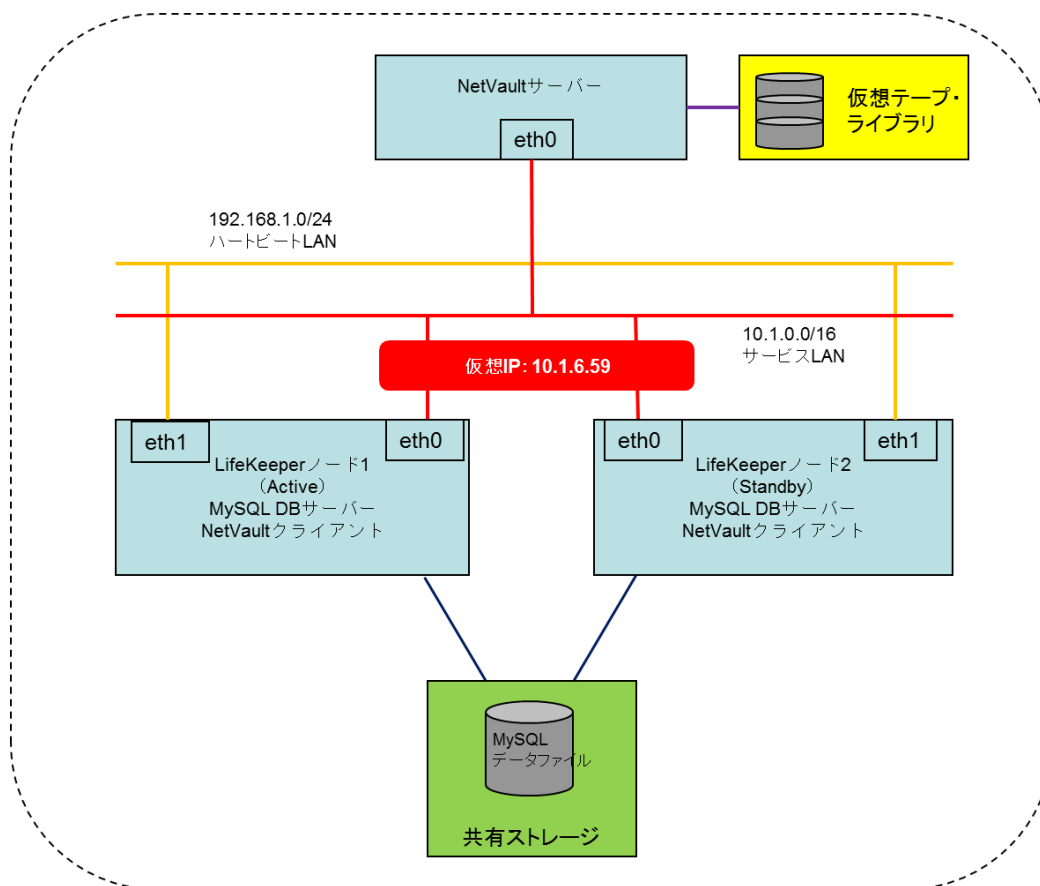 NetVaultサーバー
eth0
仮想テープ・
ライブラリ
192.168.1.0/24
ハートビートLAN
10.1.0.0/16
サービスLAN
仮想IP: 10.1.6.59
eth1
eth0
LifeKeeperノード1
（Active）
MySQL DBサーバー
NetVaultクライアント
eth0
eth1
LifeKeeperノード2
（Standby）
MySQL DBサーバー
NetVaultクライアント
MySQL
データファイル
共有ストレージ